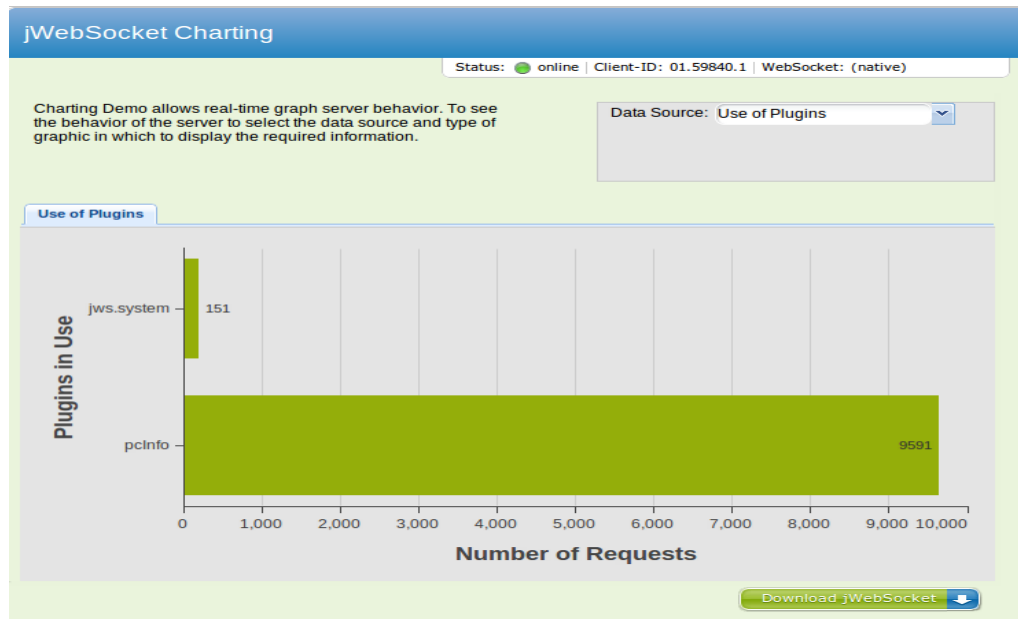 jWebSocket Charting
Status: online | Client-ID: 01.59840.1 | WebSocket: (native)
Charting Demo allows real-time graph server behavior. To see
the behavior of the server to select the data source and type of
graphic in which to display the required information.
Data Source: Use of Plugins
Use of Plugins
Plugins in Use
jws.system
151
pcInfo
9591
0 1,000 2,000 3,000 4,000 5,000 6,000 7,000 8,000 9,000 10,000
Number of Requests
Download jWebSocket